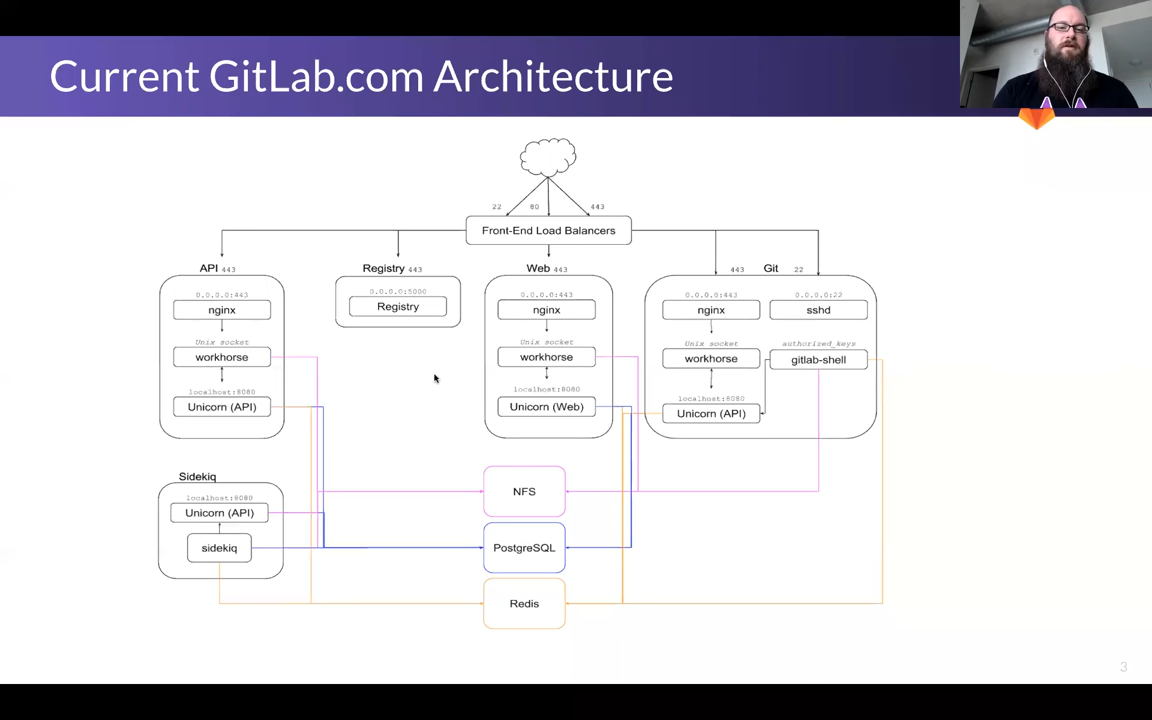 Current GitLab.com Architecture
22 80 443
Front-End Load Balancers
API 443
0.0.0.0:443
nginx
Unix socket
workhorse
localhost:8080
Unicorn (API)
Registry 443
0.0.0.0:5000
Registry
Web 443
0.0.0.0:443
nginx
Unix socket
workhorse
localhost:8080
Unicorn (Web)
443 Git 22
0.0.0.0:443
nginx
Unix socket
workhorse
localhost:8080
Unicorn (API)
0.0.0.0:22
sshd
authorized_keys
gitlab-shell
Sidekiq
localhost:8080
Unicorn (API)
sidekiq
NFS
PostgreSQL
Redis
3